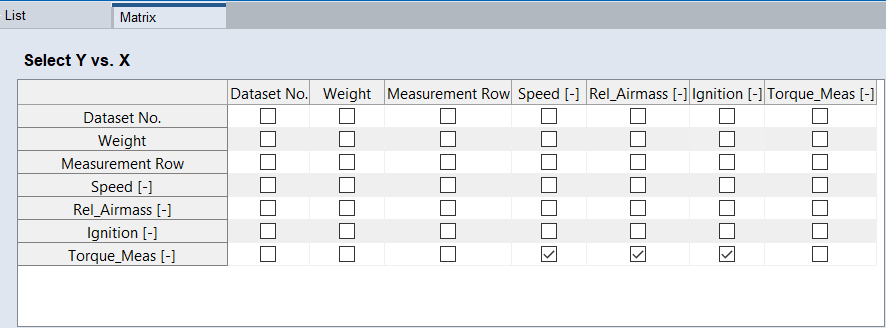 List Matrix
Select Y vs. X
Dataset No. Weight Measurement Row Speed [-] Rel_Airmass [-] Ignition [-] Torque_Meas [-]
Dataset No.
Weight
Measurement Row
Speed [-]
Rel_Airmass [-]
Ignition [-]
Torque_Meas [-]